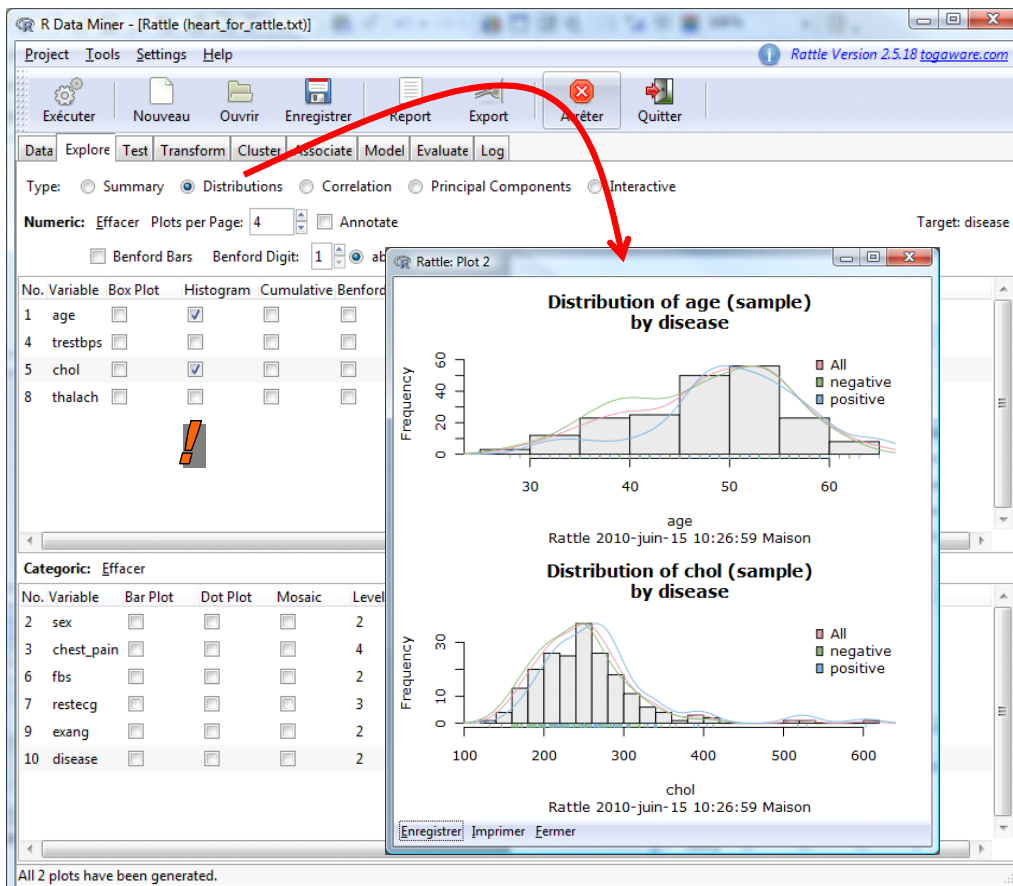 R Data Miner - [Rattle (heart_for_rattle.txt)]
Project Tools Settings Help
Rattle Version 2.5.18 togaware.com
Exécuter Nouveau Ouvrir Enregistrer Report Export Arrêter Quitter
Data Explore Test Transform Cluster Associate Model Evaluate Log
Type: Summary Distributions Correlation Principal Components Interactive
Numeric: Effacer Plots per Page: 4 Annotate Target: disease
Benford Bars Benford Digit: 1
No. Variable Box Plot Histogram Cumulative Benford
1 age
4 trestbps
5 chol
8 thalach
Categoric: Effacer
No. Variable Bar Plot Dot Plot Mosaic
2 sex 2
3 chest_pain 4
6 fbs 2
7 restecg 3
9 exang 2
10 disease 2
All 2 plots have been generated.
Rattle: Plot 2
Distribution of age (sample)
by disease
Frequency
0 20 40 60
All
negative
positive
30 40 50 60
age
Rattle 2010-juin-15 10:26:59 Maison
Distribution of chol (sample)
by disease
Frequency
0 10 30
All
negative
positive
100 200 300 400 500 600
chol
Rattle 2010-juin-15 10:26:59 Maison
Enregistrer Imprimer Fermer